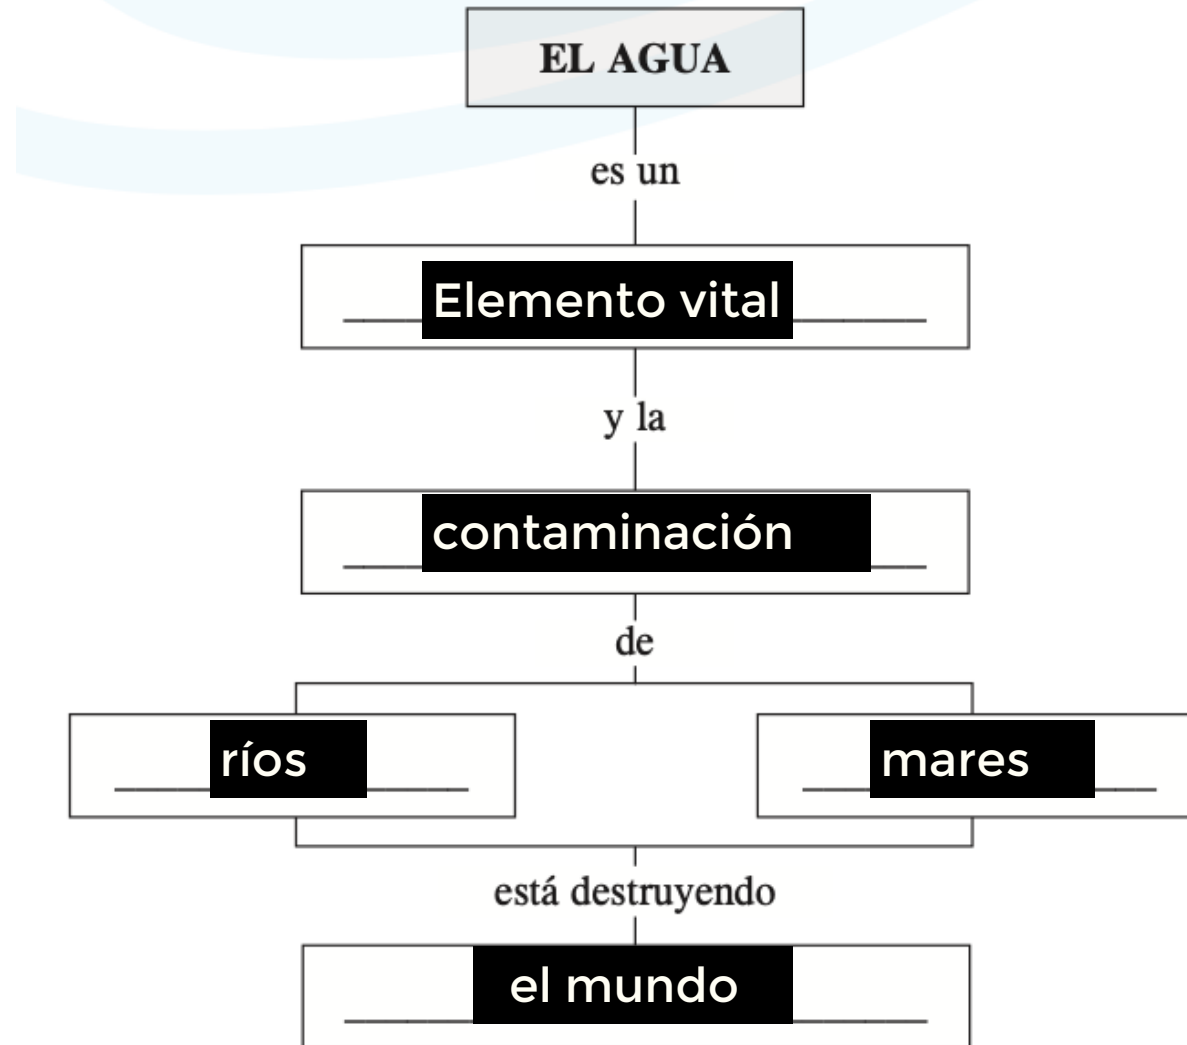 EL AGUA
es un
Elemento vital
y la
contaminación
de
ríos
mares
está destruyendo
el mundo